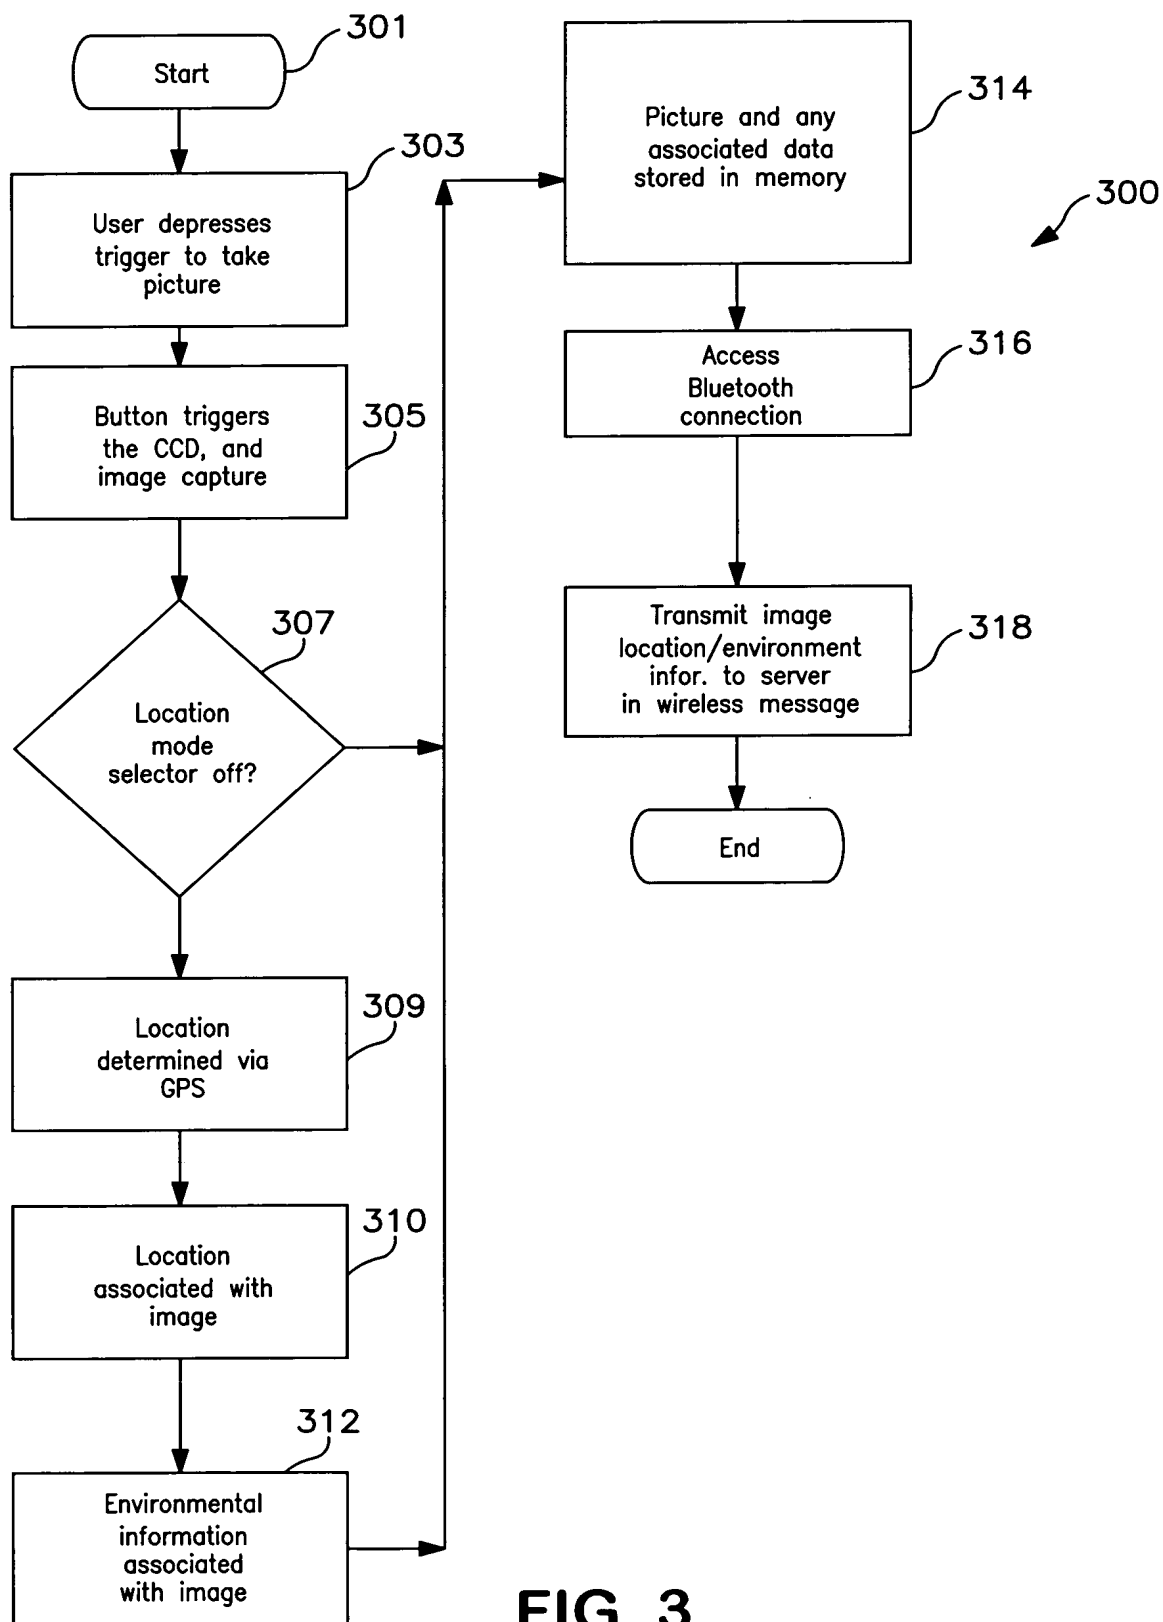 301
Start
303
User depresses
trigger to take
picture
305
Button triggers
the CCD, and
image capture
307
Location
mode
selector off?
309
Location
determined via
GPS
310
Location
associated with
image
312
Environmental
information
associated
with image
314
Picture and any
associated data
stored in memory
300
316
Access
Bluetooth
connection
318
Transmit image
location/environment
infor. to server
in wireless message
End
FIG. 3